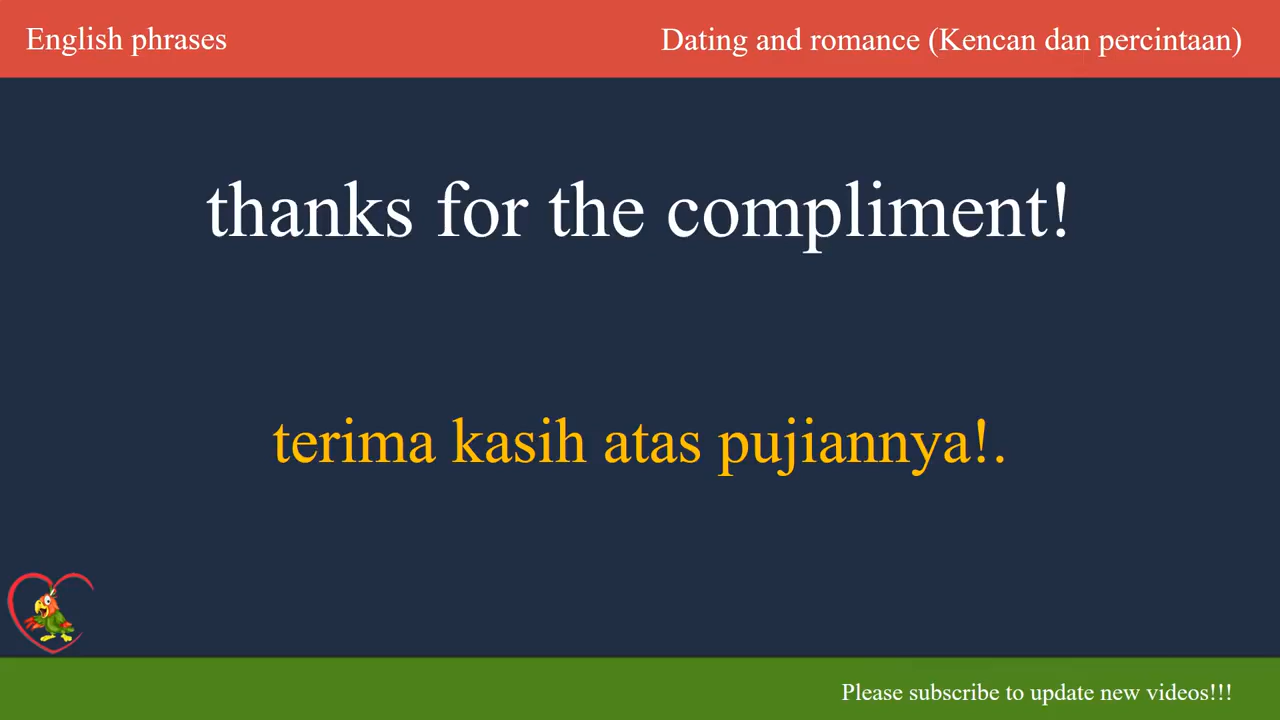 English phrases
Dating and romance (Kencan dan percintaan)
thanks for the compliment!
terima kasih atas pujiannya!.
Please subscribe to update new videos!!!